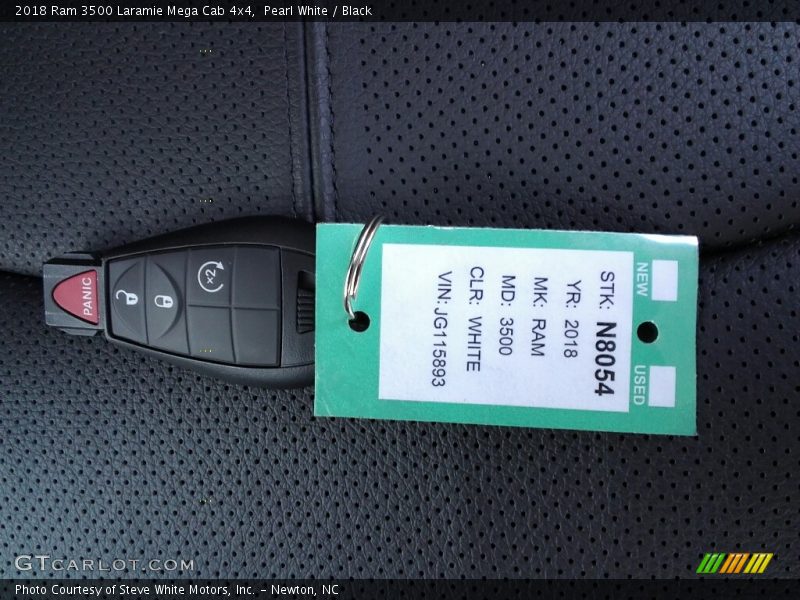 2018 Ram 3500 Laramie Mega Cab 4x4,  Pearl White / Black
PANIC
x2
NEW
USED
STK: N8054
YR: 2018
MK: RAM
MD: 3500
CLR: WHITE
VIN: JG115893
GTCARLOT.COM
Photo Courtesy of Steve White Motors, Inc. – Newton, NC